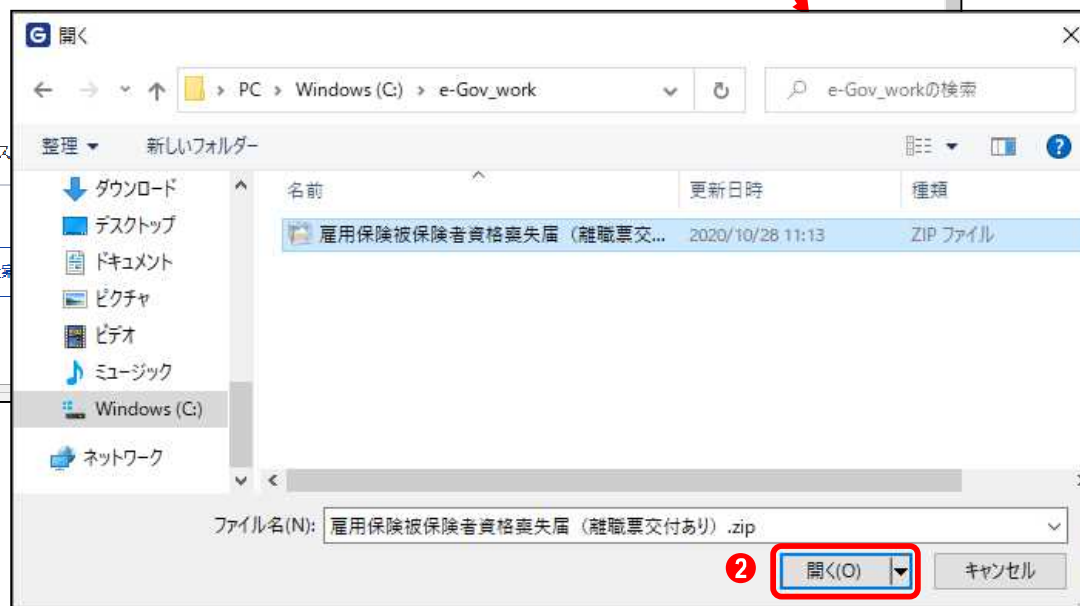 G 開く
> PC > Windows (C:) > e-Gov_work
e-Gov_workの検索
整理 新しいフォルダー
?
名前 更新日時 種類
ダウンロード
デスクトップ
ドキュメント
ピクチャ
ビデオ
ミュージック
Windows (C:)
ネットワーク
雇用保険被保険者資格喪失届（離職票交... 2020/10/28 11:13 ZIP ファイル
ファイル名(N): 雇用保険被保険者資格喪失届（離職票交付あり）.zip
2 開く(O) キャンセル